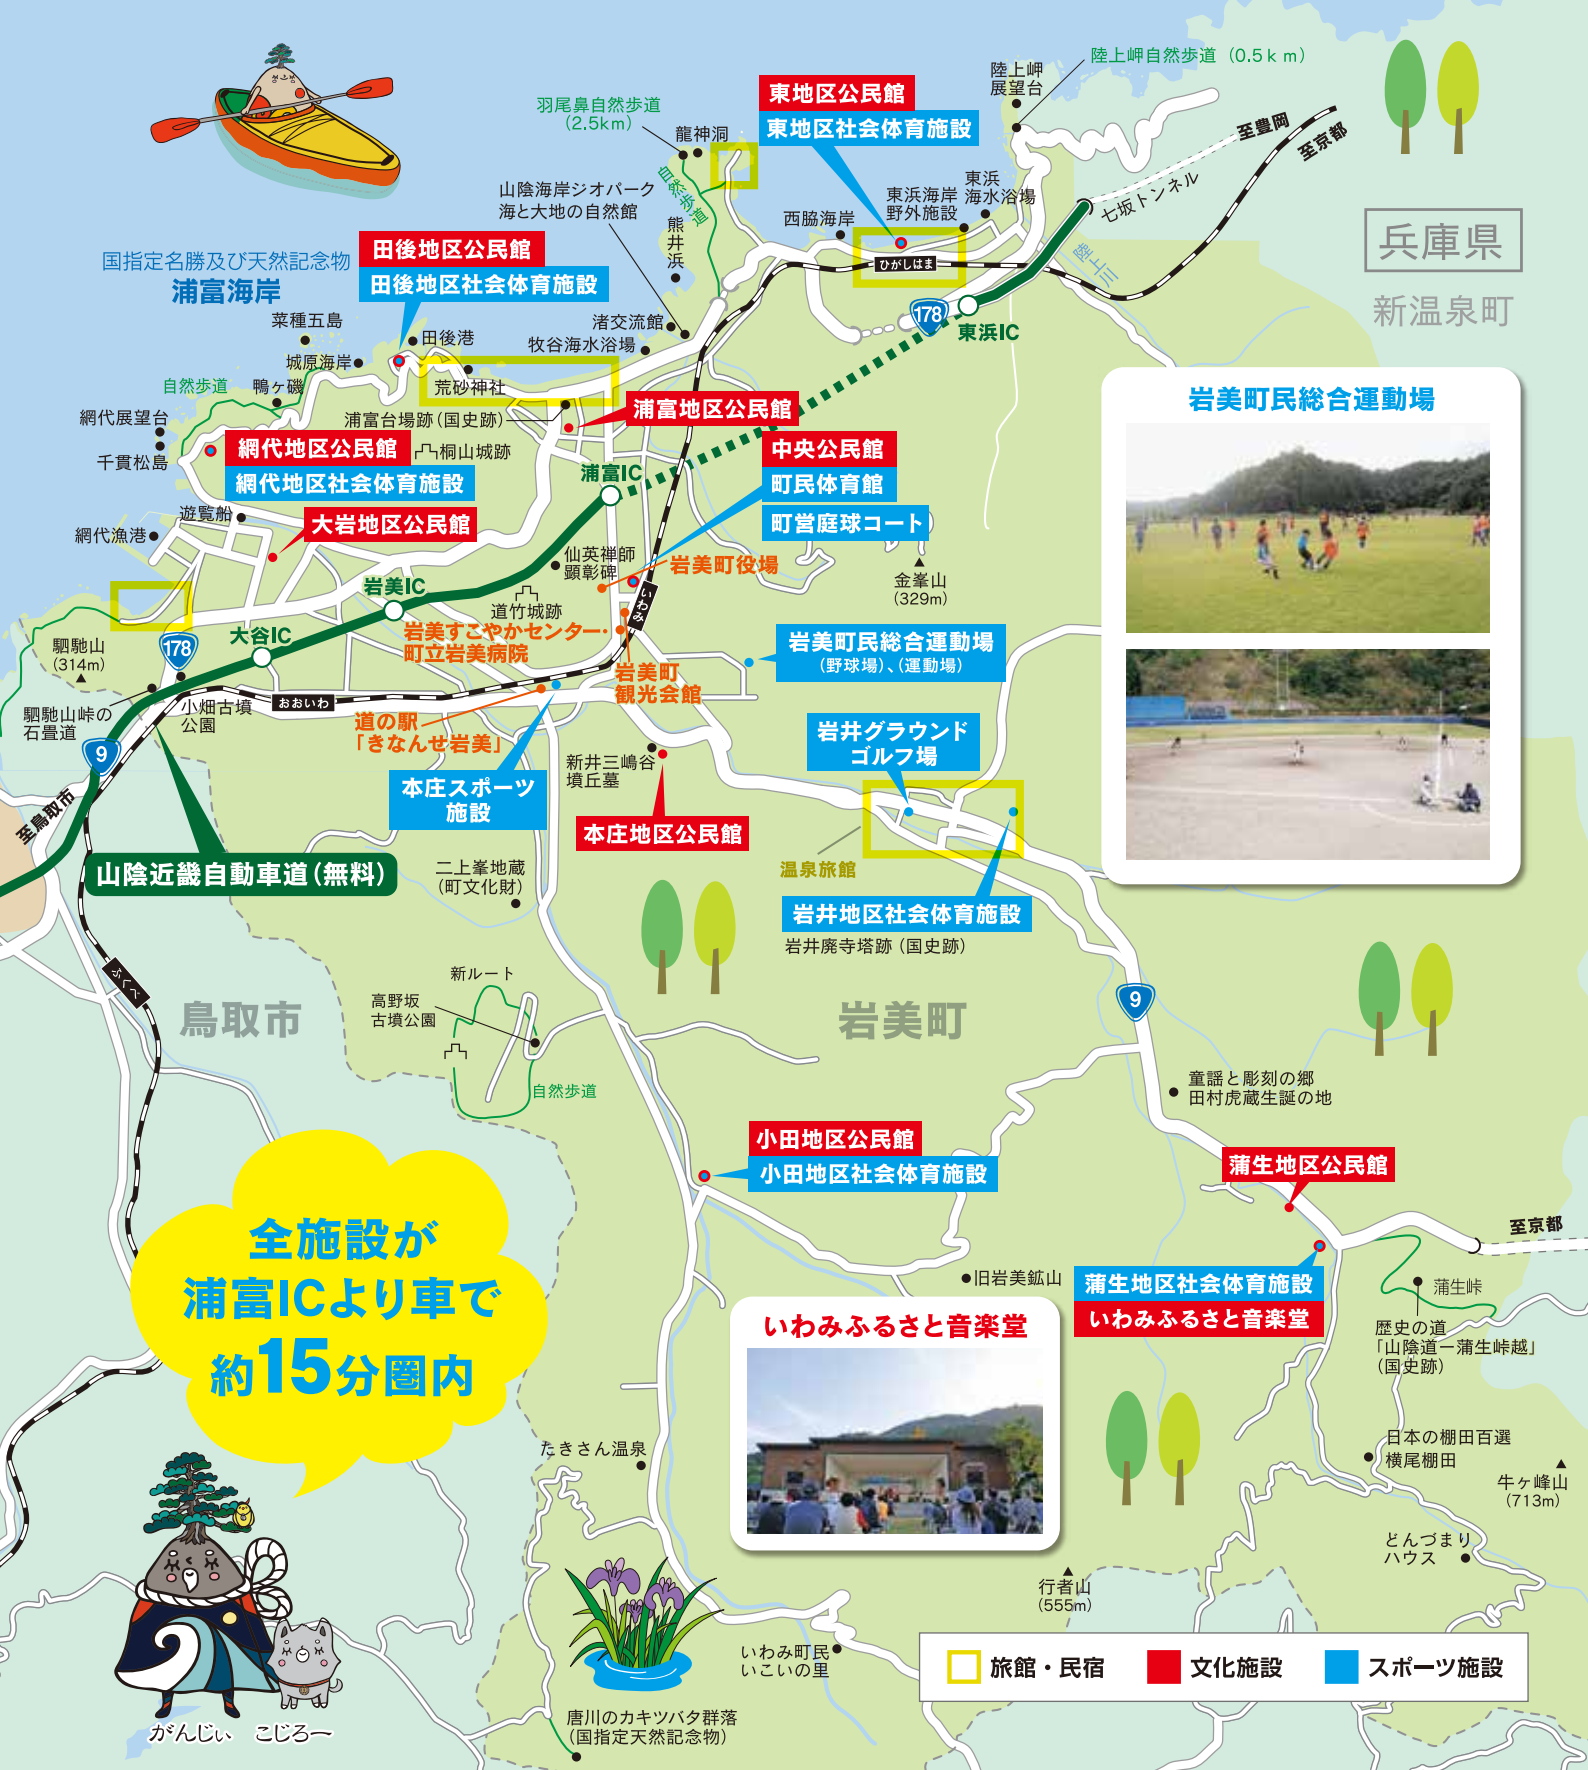 陸上岬自然歩道（0.5ｋｍ）
陸上岬
展望台
東地区公民館
東地区社会体育施設
羽尾鼻自然歩道
（2.5km）
龍神洞
自然歩道
至豊岡
至京都
七坂トンネル
山陰海岸ジオパーク
海と大地の自然館
熊井浜
西脇海岸
東浜海岸
野外施設
東浜
海水浴場
陸上川
兵庫県
新温泉町
国指定名勝及び天然記念物
浦富海岸
田後地区公民館
田後地区社会体育施設
ひがしはま
178
東浜IC
菜種五島
田後港
渚交流館
牧谷海水浴場
城原海岸
自然歩道
鴨ヶ磯
荒砂神社
網代展望台
千貫松島
浦富台場跡（国史跡）
浦富地区公民館
網代地区公民館
網代地区社会体育施設
桐山城跡
浦富IC
中央公民館
町民体育館
町営庭球コート
岩美町民総合運動場
遊覧船
大岩地区公民館
網代漁港
仙英禅師
顕彰碑
岩美町役場
金峯山
（329m）
岩美IC
道竹城跡
いわみ
大谷IC
178
岩美すこやかセンター・
町立岩美病院
岩美町民総合運動場
（野球場）、（運動場）
駟馳山
（314m）
岩美町
観光会館
駟馳山峠の
石畳道
小畑古墳
公園
おおいわ
道の駅
「きなんせ岩美」
岩井グラウンド
ゴルフ場
9
新井三嶋谷
墳丘墓
本庄スポーツ
施設
至鳥取市
本庄地区公民館
山陰近畿自動車道（無料）
二上峯地蔵
（町文化財）
温泉旅館
岩井地区社会体育施設
岩井廃寺塔跡（国史跡）
ふくべ
鳥取市
新ルート
高野坂
古墳公園
自然歩道
岩美町
9
童謡と彫刻の郷
田村虎蔵生誕の地
小田地区公民館
小田地区社会体育施設
蒲生地区公民館
至京都
全施設が
浦富ICより車で
約15分圏内
旧岩美鉱山
蒲生地区社会体育施設
いわみふるさと音楽堂
蒲生峠
いわみふるさと音楽堂
歴史の道
「山陰道ー蒲生峠越」
（国史跡）
たきさん温泉
日本の棚田百選
横尾棚田
牛ヶ峰山
（713m）
どんづまり
ハウス
行者山
（555m）
いわみ町民
いこいの里
旅館・民宿
文化施設
スポーツ施設
唐川のカキツバタ群落
（国指定天然記念物）
がんじぃ
こじろー